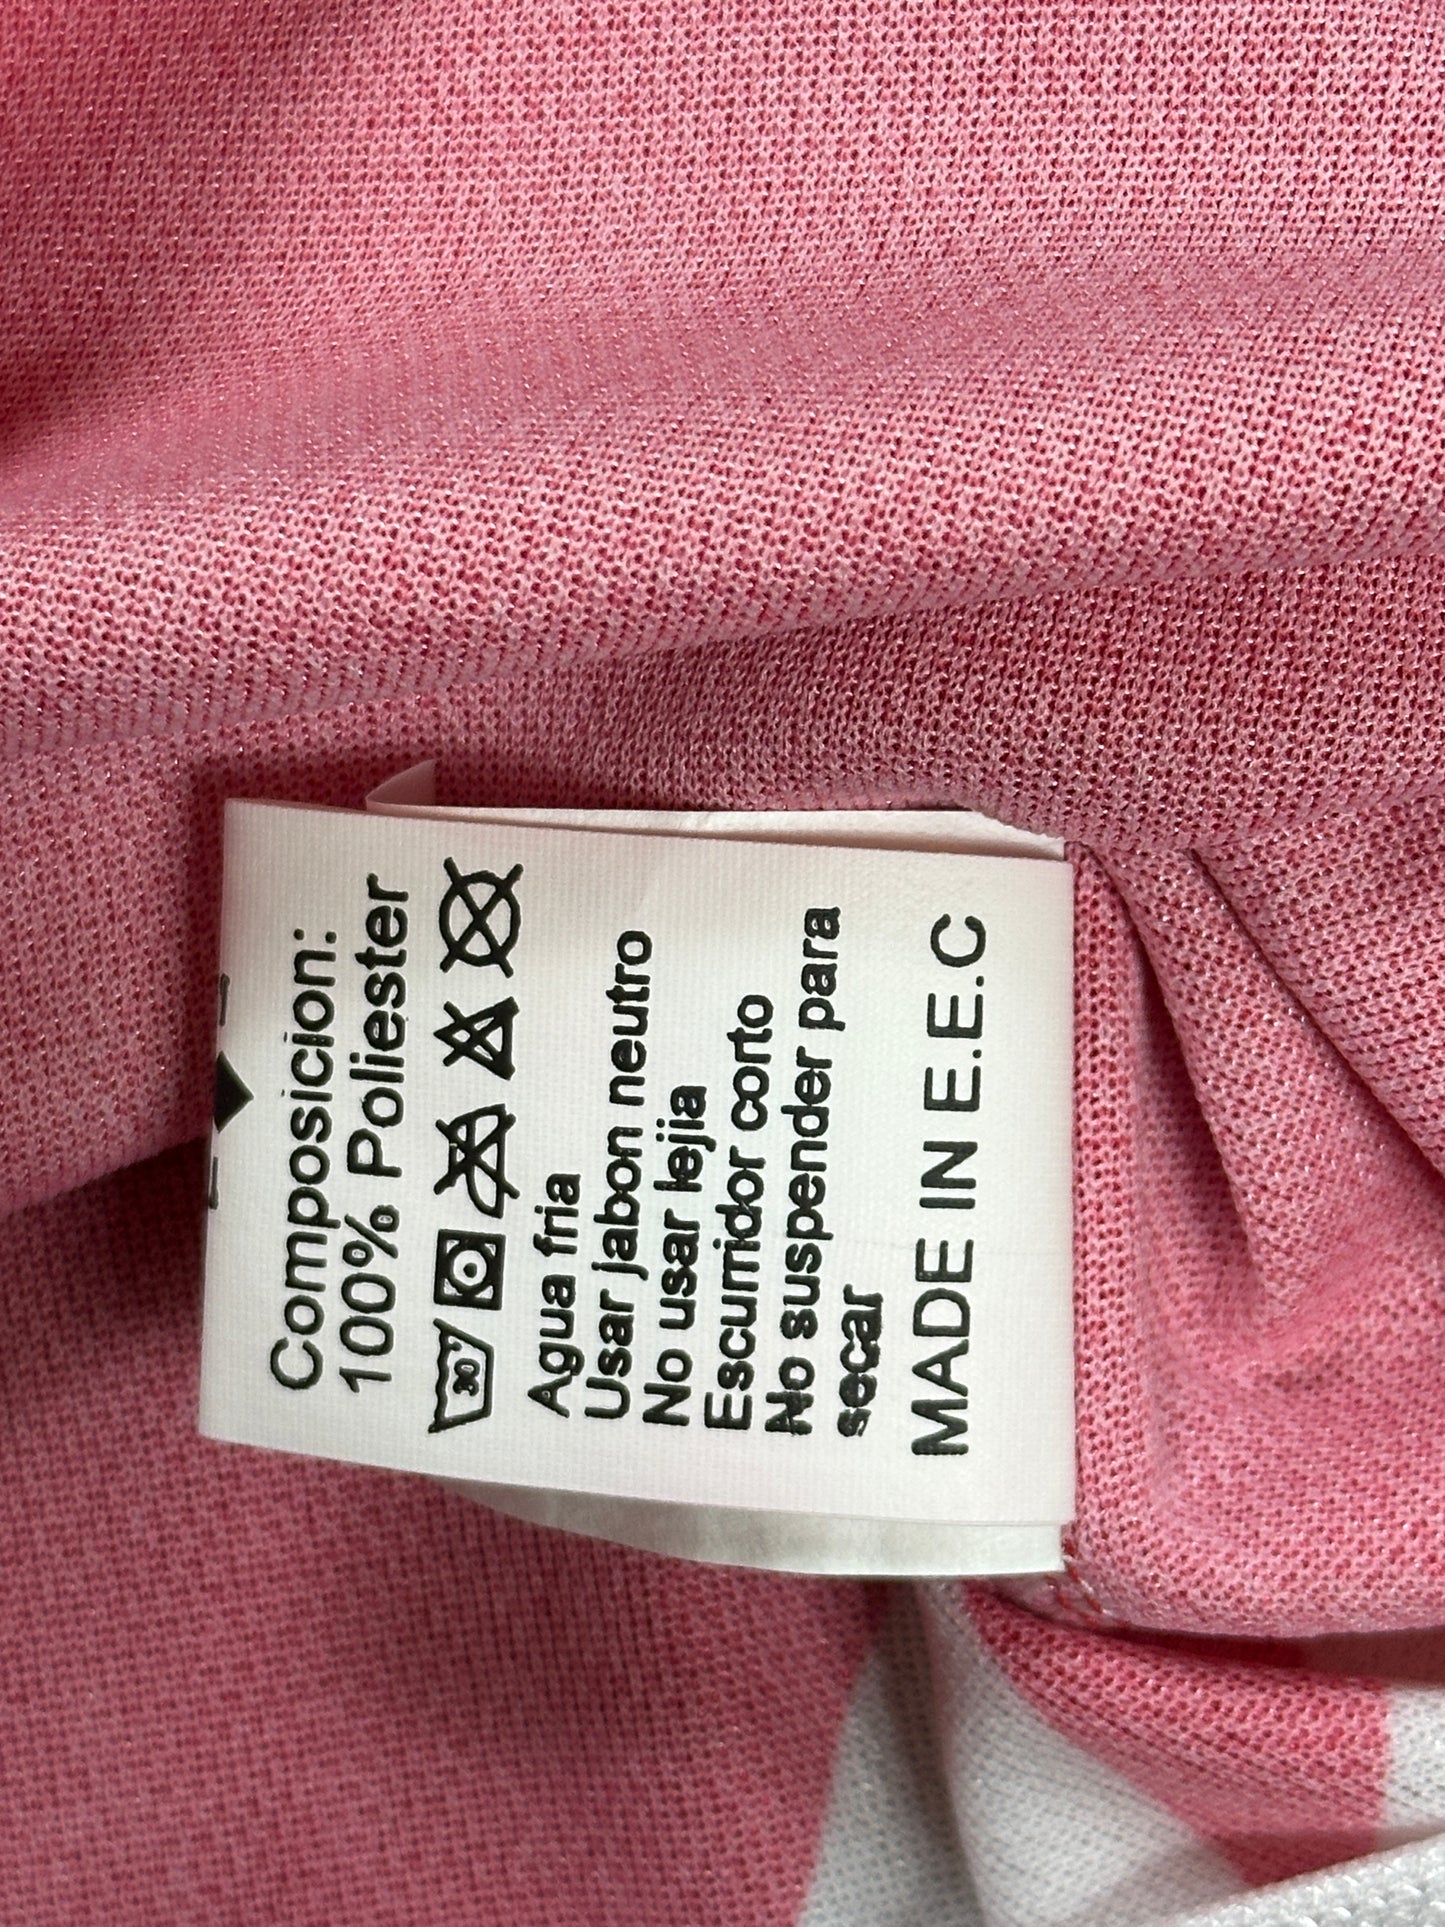 Composicion:
100% Poliester
30
Agua fria
Usar jabon neutro
No usar lejia
Escurridor corto
No suspender para
secar
MADE IN E.E.C